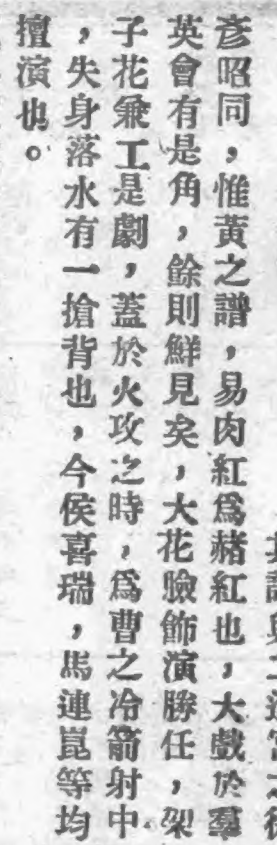 彥昭同，惟黃之譜，易肉紅爲赭紅也，大戲於羣
英會有是角，餘則鮮見矣，大花臉飾演勝任，架
子花兼工是劇，蓋於火攻之時，爲曹之冷箭射中
，失身落水有一搶背也，今侯喜瑞，馬連崑等均
擅演也。